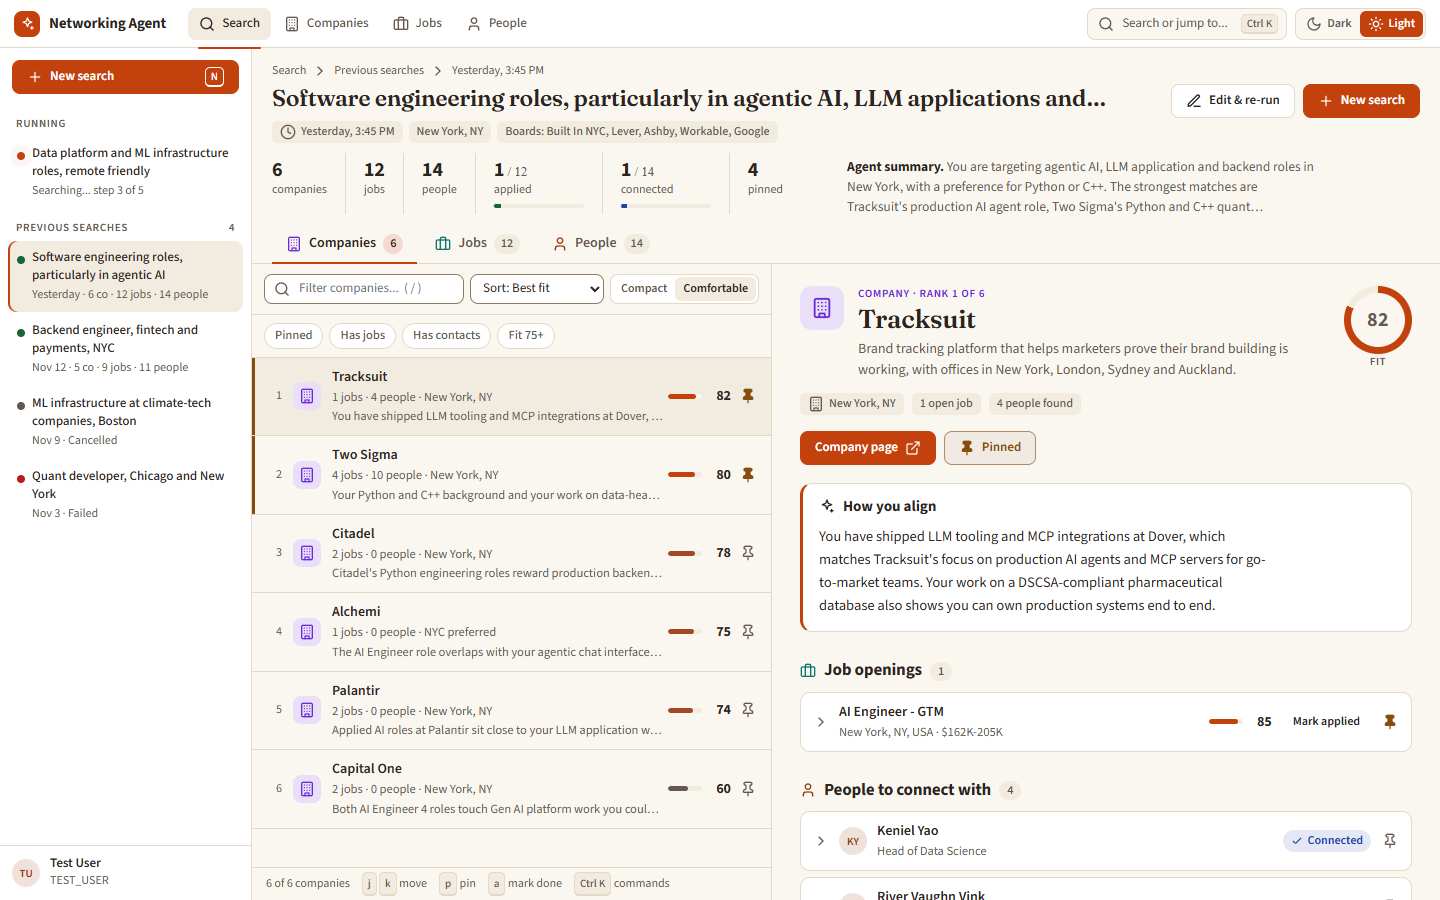 Networking Agent
Search
Companies
Jobs
People
Search or jump to...
Ctrl K
Dark
Light
New search
N
RUNNING
Data platform and ML infrastructure
roles, remote friendly
Searching... step 3 of 5
PREVIOUS SEARCHES
4
Software engineering roles,
particularly in agentic AI
Yesterday · 6 co · 12 jobs · 14 people
Backend engineer, fintech and
payments, NYC
Nov 12 · 5 co · 9 jobs · 11 people
ML infrastructure at climate-tech
companies, Boston
Nov 9 · Cancelled
Quant developer, Chicago and New
York
Nov 3 · Failed
TU
Test User
TEST_USER
Search
Previous searches
Yesterday, 3:45 PM
Software engineering roles, particularly in agentic AI, LLM applications and...
Edit & re-run
New search
Yesterday, 3:45 PM
New York, NY
Boards: Built In NYC, Lever, Ashby, Workable, Google
6
companies
12
jobs
14
people
1 / 12
applied
1 / 14
connected
4
pinned
Agent summary. You are targeting agentic AI, LLM application and backend roles in
New York, with a preference for Python or C++. The strongest matches are
Tracksuit's production AI agent role, Two Sigma's Python and C++ quant…
Companies
6
Jobs
12
People
14
Filter companies... ( / )
Sort: Best fit
Compact
Comfortable
Pinned
Has jobs
Has contacts
Fit 75+
1
Tracksuit
1 jobs · 4 people · New York, NY
You have shipped LLM tooling and MCP integrations at Dover, …
82
2
Two Sigma
4 jobs · 10 people · New York, NY
Your Python and C++ background and your work on data-hea…
80
3
Citadel
2 jobs · 0 people · New York, NY
Citadel's Python engineering roles reward production backen…
78
4
Alchemi
1 jobs · 0 people · NYC preferred
The AI Engineer role overlaps with your agentic chat interface…
75
5
Palantir
2 jobs · 0 people · New York, NY
Applied AI roles at Palantir sit close to your LLM application w…
74
6
Capital One
2 jobs · 0 people · New York, NY
Both AI Engineer 4 roles touch Gen AI platform work you coul…
60
6 of 6 companies
j
k
move
p
pin
a
mark done
Ctrl K
commands
COMPANY · RANK 1 OF 6
Tracksuit
Brand tracking platform that helps marketers prove their brand building is
working, with offices in New York, London, Sydney and Auckland.
82
FIT
New York, NY
1 open job
4 people found
Company page
Pinned
How you align
You have shipped LLM tooling and MCP integrations at Dover, which
matches Tracksuit's focus on production AI agents and MCP servers for go-
to-market teams. Your work on a DSCSA-compliant pharmaceutical
database also shows you can own production systems end to end.
Job openings
1
AI Engineer - GTM
New York, NY, USA · $162K-205K
85
Mark applied
People to connect with
4
KY
Keniel Yao
Head of Data Science
Connected
River Vaughn Vink